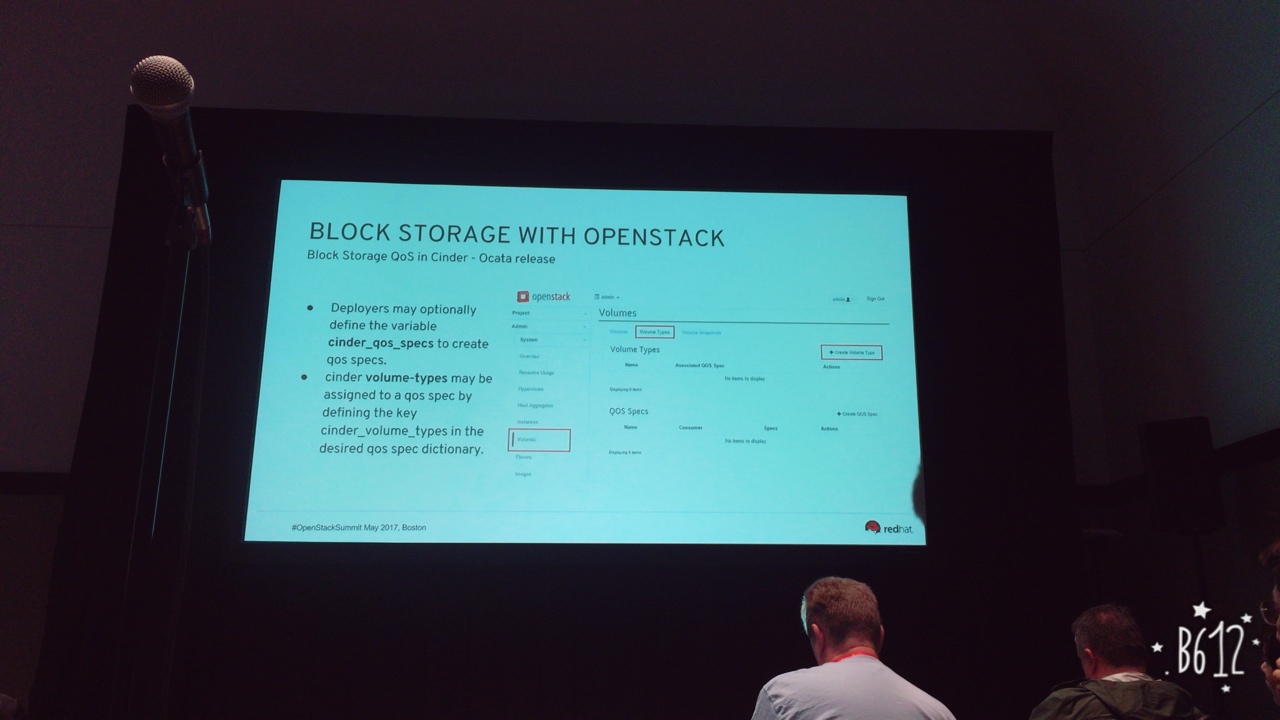 BLOCK STORAGE WITH OPENSTACK
Block Storage QoS in Cinder - Ocata release
● Deployers may optionally
define the variable
cinder_qos_specs to create
qos specs.
● cinder volume-types may be
assigned to a qos spec by
defining the key
cinder_volume_types in the
desired qos spec dictionary.
openstack
admin
admin
Sign Out
Project
Admin
System
Overview
Resource Usage
Hypervisors
Host Aggregates
Instances
Volumes
Flavors
Images
Volumes
Volumes Volume Types Volume Snapshots
Volume Types
+ Create Volume Type
Name Associated QOS Spec Actions
No items to display
Displaying 0 items
QOS Specs
+ Create QOS Spec
Name Consumer Specs Actions
No items to display
Displaying 0 items
#OpenStackSummit May 2017, Boston
redhat.
B612